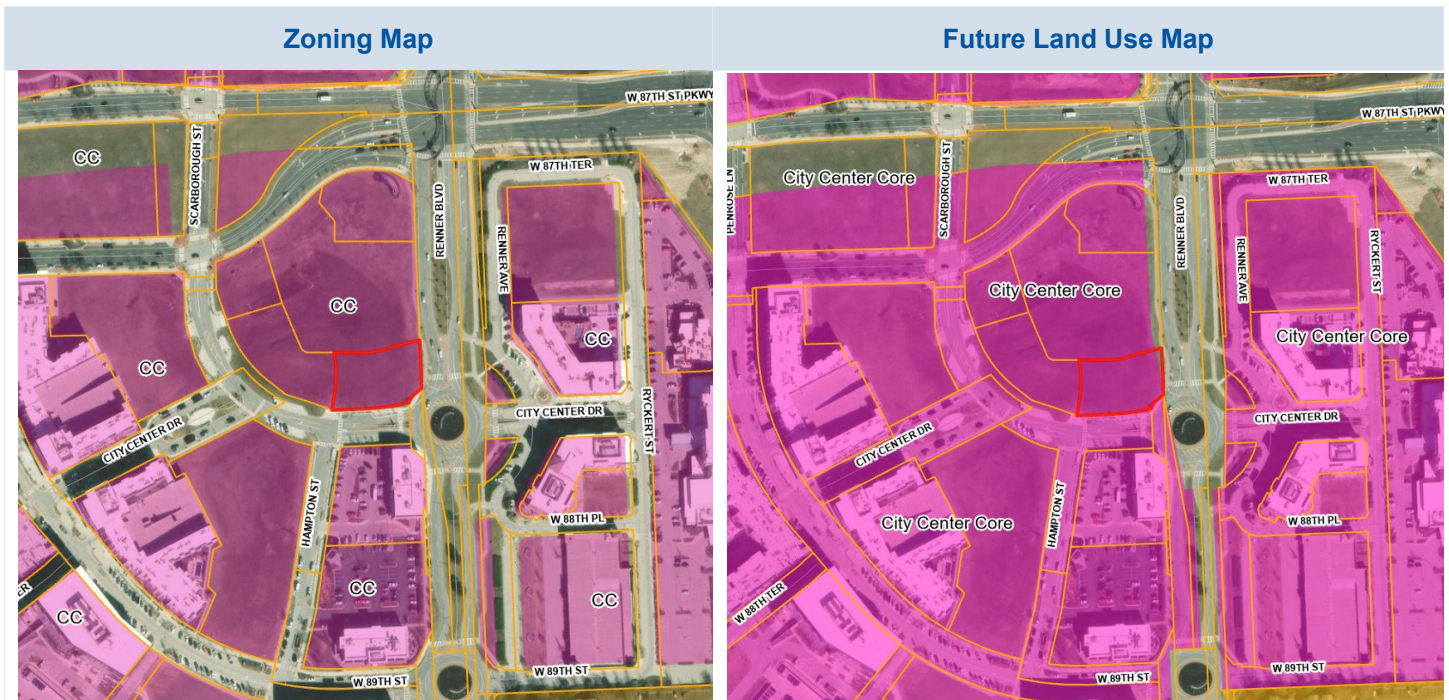 Zoning Map
Future Land Use Map
W 87TH ST PKWY
CC
SCARBOROUGH ST
W 87TH TER
RENNER BLVD
RENNER AVE
CC
CC
CC
CITY CENTER DR
CITY CENTER DR
RYCKERT ST
HAMPTON ST
W 88TH PL
CC
CC
ER
CC
W 89TH ST
W 89TH ST
W 87TH ST PKWY
City Center Core
PENROSE LN
SCARBOROUGH ST
W 87TH TER
RENNER BLVD
RENNER AVE
RYCKERT ST
City Center Core
City Center Core
CITY CENTER DR
CITY CENTER DR
City Center Core
HAMPTON ST
W 88TH PL
W 88TH TER
W 89TH ST
W 89TH ST